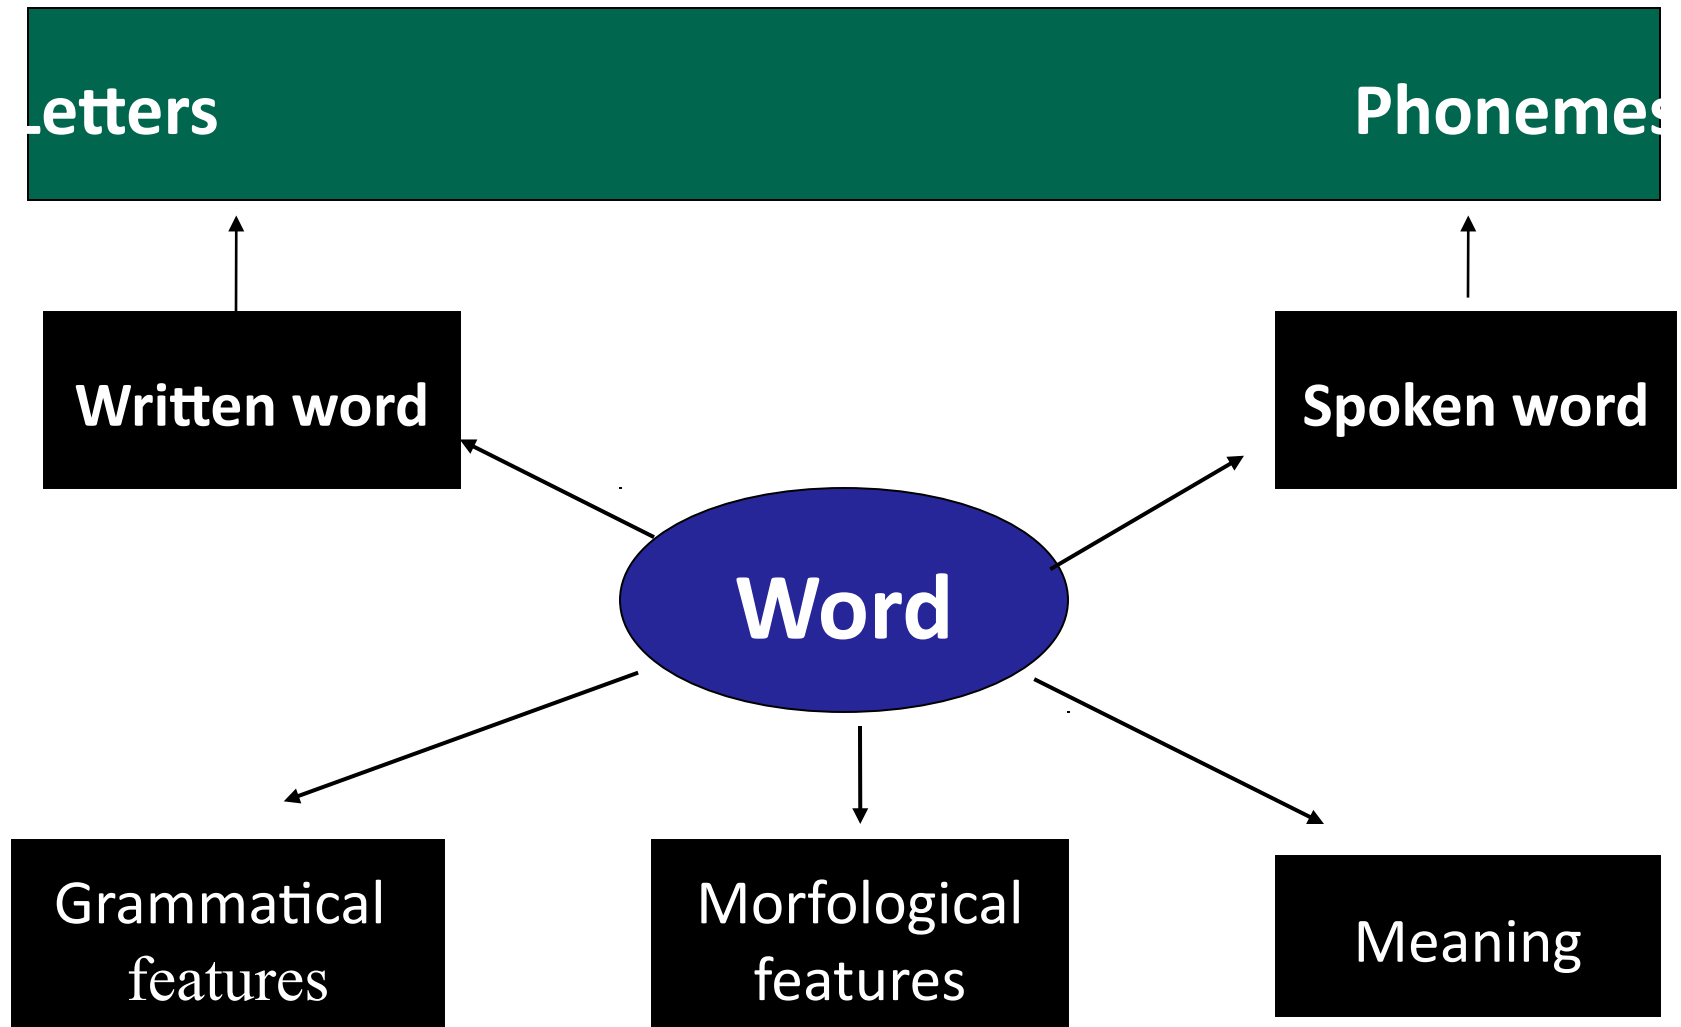 Letters
Phonemes
Written word
Spoken word
Word
Grammatical
features
Morfological
features
Meaning